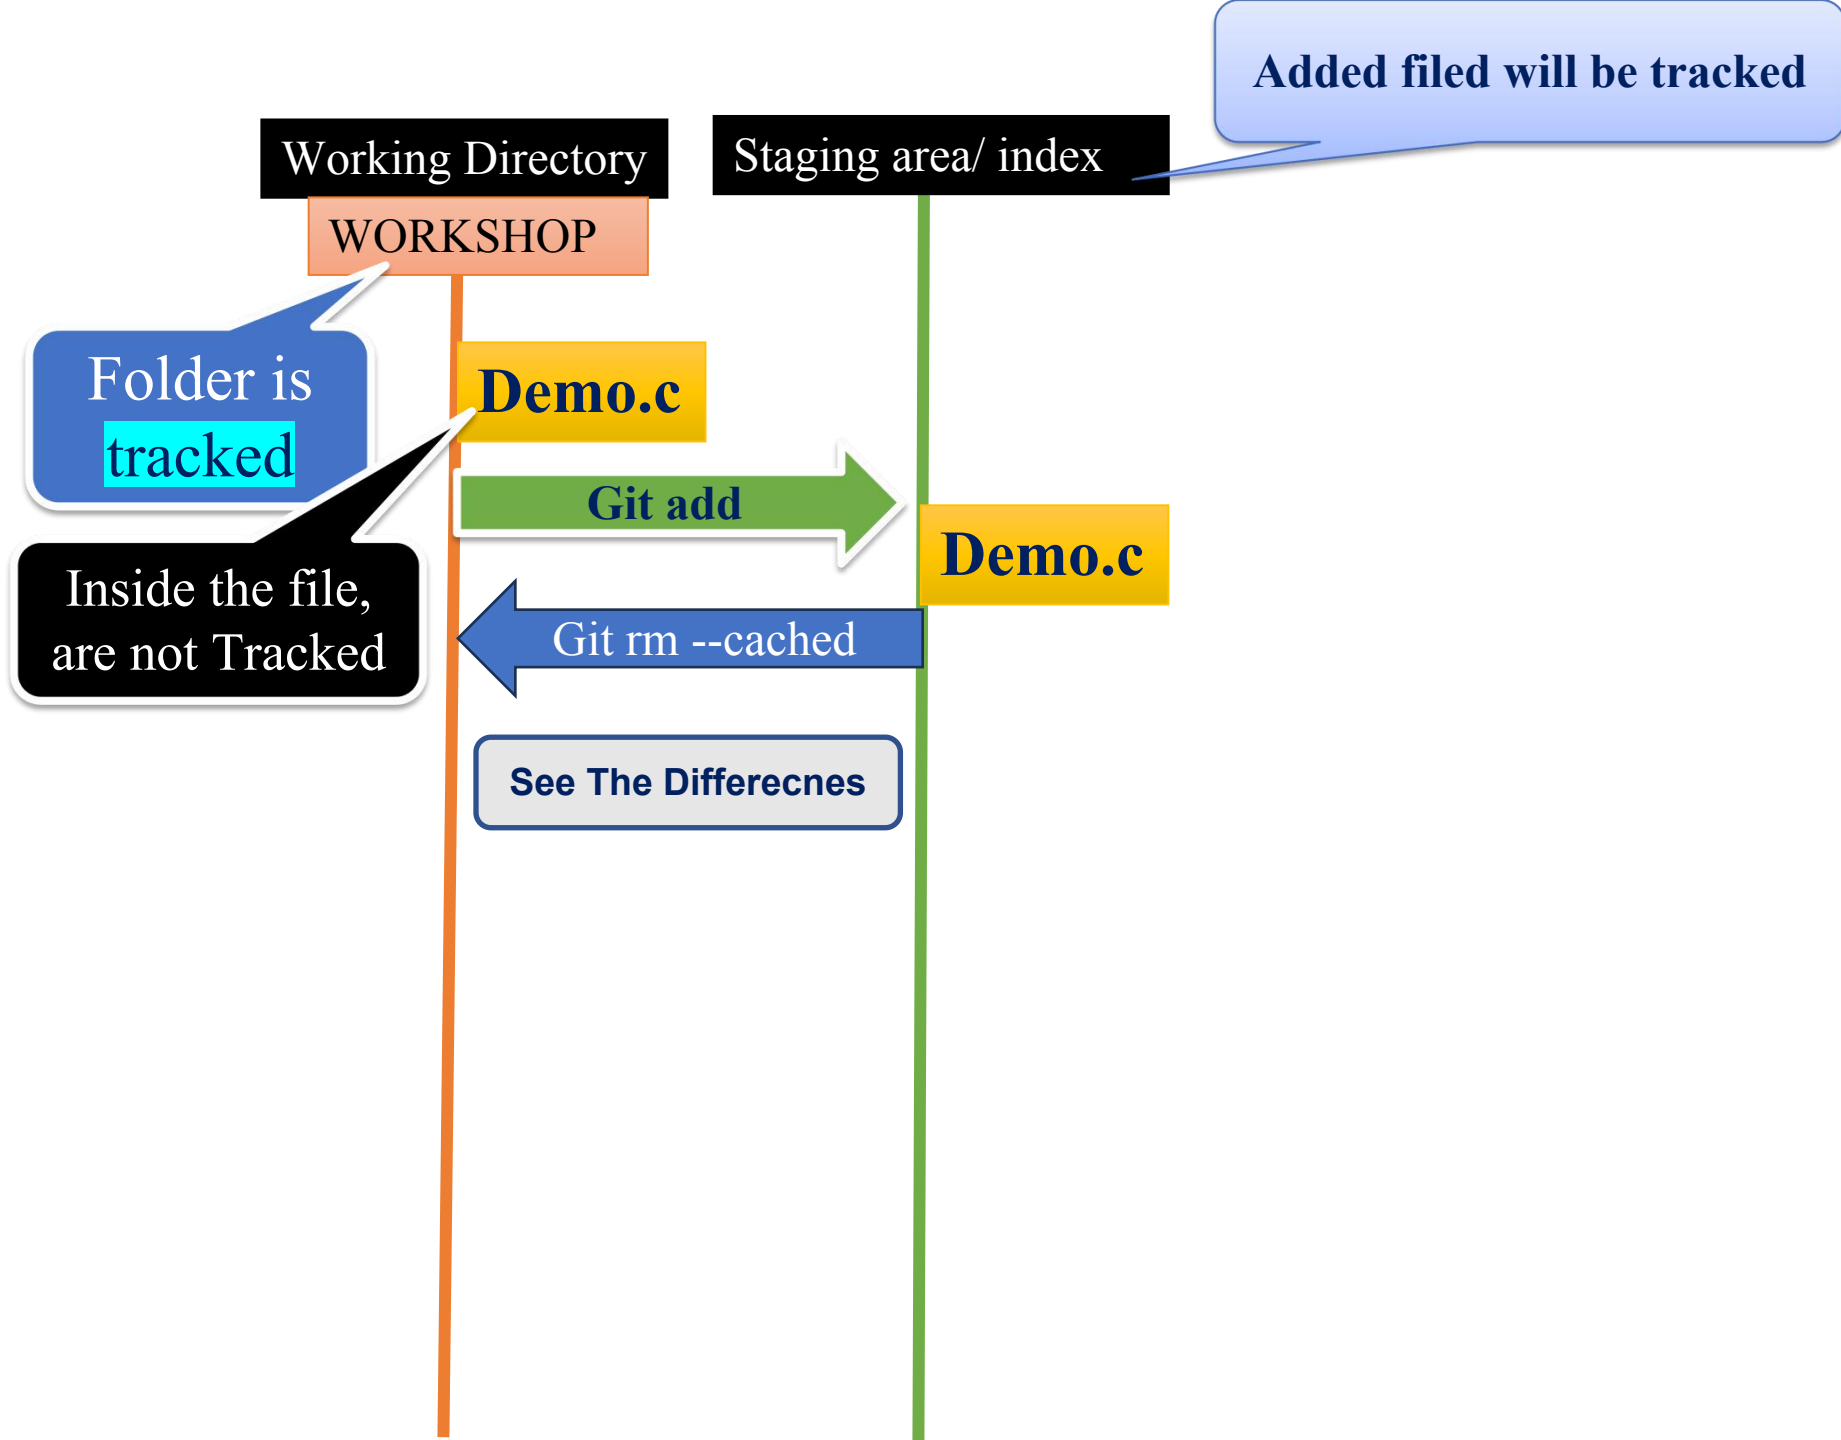 Added filed will be tracked
Working Directory
Staging area/ index
WORKSHOP
Folder is
tracked
Demo.c
Git add
Demo.c
Inside the file,
are not Tracked
Git rm --cached
See The Differecnes